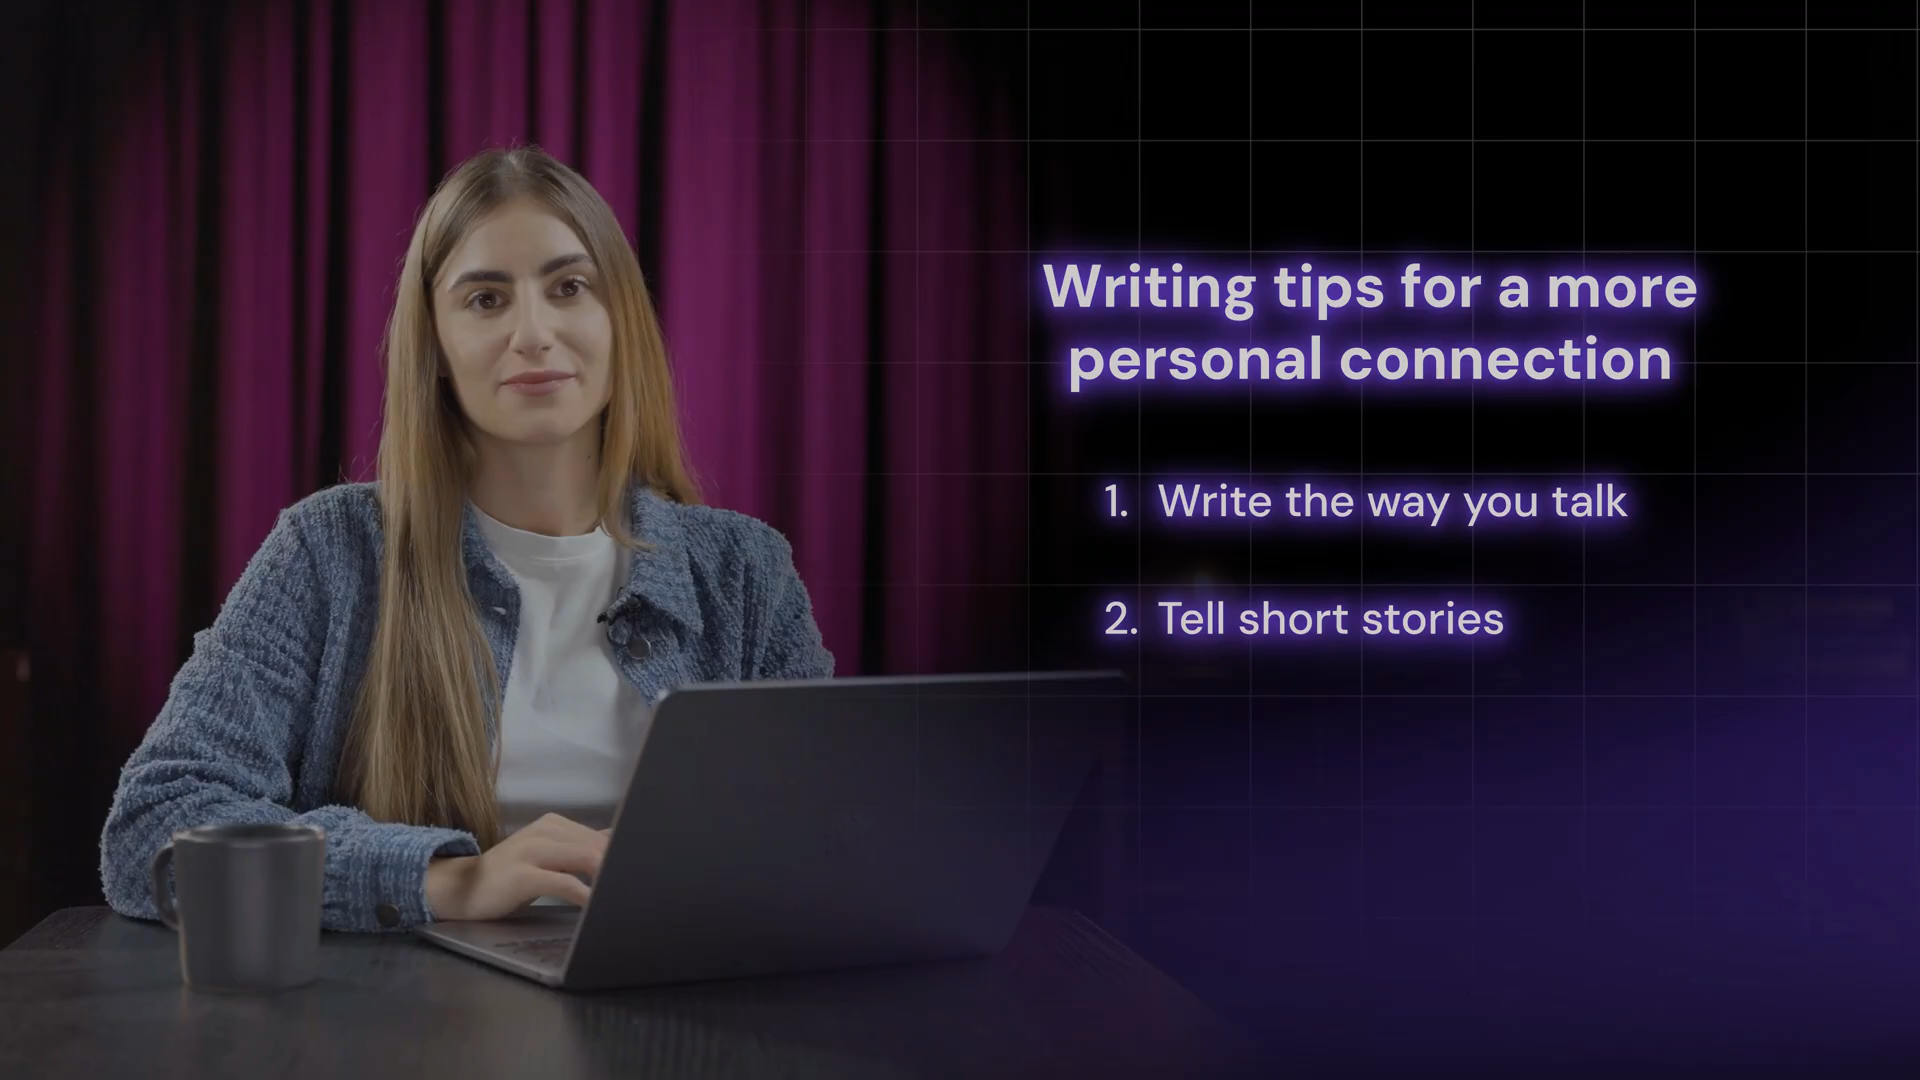 Writing tips for a more
personal connection
1. Write the way you talk
2. Tell short stories